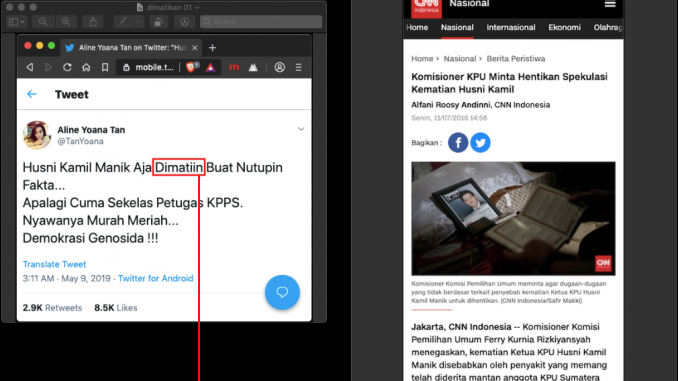 dimatikan 01
Search
Aline Yoana Tan on Twitter: "Hus
mobile.t...
Tweet
Aline Yoana Tan
@TanYoana
Husni Kamil Manik Aja Dimatiin Buat Nutupin
Fakta...
Apalagi Cuma Sekelas Petugas KPPS.
Nyawanya Murah Meriah...
Demokrasi Genosida !!!
Translate Tweet
3:11 AM · May 9, 2019 · Twitter for Android
2.9K Retweets 8.5K Likes
CNN
Indonesia
Nasional
Home Nasional Internasional Ekonomi Olahrag
Home > Nasional > Berita Peristiwa
Komisioner KPU Minta Hentikan Spekulasi
Kematian Husni Kamil
Alfani Roosy Andinni, CNN Indonesia
Senin, 11/07/2016 14:56
Bagikan :
CNN
Komisioner Komisi Pemilihan Umum meminta agar dugaan-dugaan
yang tidak berdasar terkait penyebab kematian Ketua KPU Husni
Kamil Manik untuk dihentikan. (CNN Indonesia/Safir Makki)
Jakarta, CNN Indonesia -- Komisioner Komisi
Pemilihan Umum Ferry Kurnia Rizkiyansyah
menegaskan, kematian Ketua KPU Husni Kamil
Manik disebabkan oleh penyakit yang memang
telah diderita mantan anggota KPU Sumatera